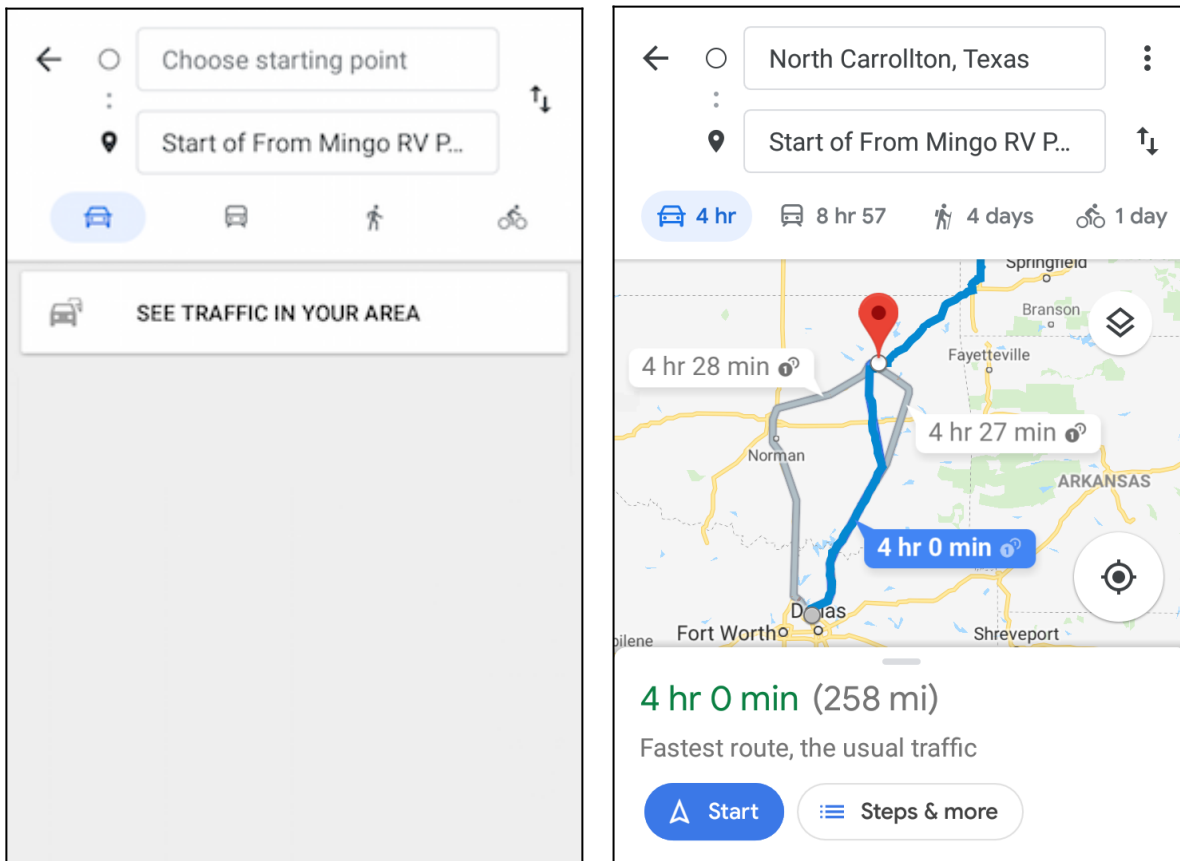 Choose starting point
Start of From Mingo RV P...
SEE TRAFFIC IN YOUR AREA
North Carrollton, Texas
Start of From Mingo RV P...
4 hr
8 hr 57
4 days
1 day
Springfield
Branson
Fayetteville
4 hr 28 min
4 hr 27 min
Norman
ARKANSAS
4 hr 0 min
Dallas
Fort Worth
Shreveport
4 hr 0 min (258 mi)
Fastest route, the usual traffic
Start
Steps & more